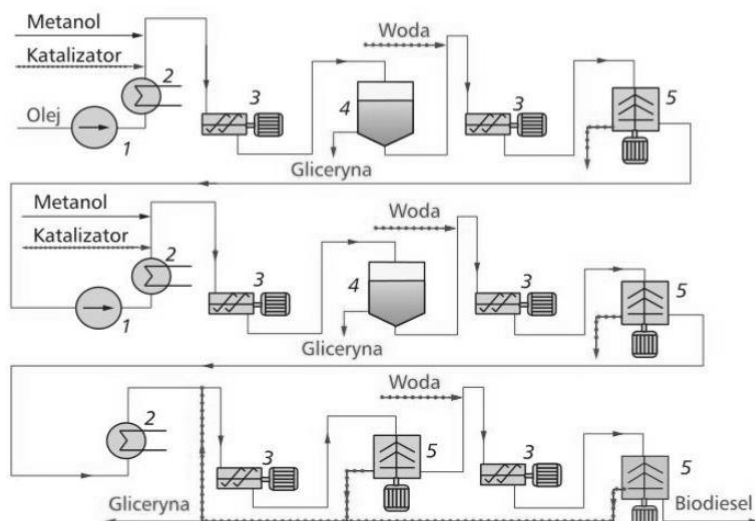 Metanol
Katalizator
Olej
1
2
3
4
Gliceryna
Woda
3
5
Metanol
Katalizator
1
2
3
4
Gliceryna
Woda
3
5
2
3
5
Woda
3
5
Gliceryna
Biodiesel